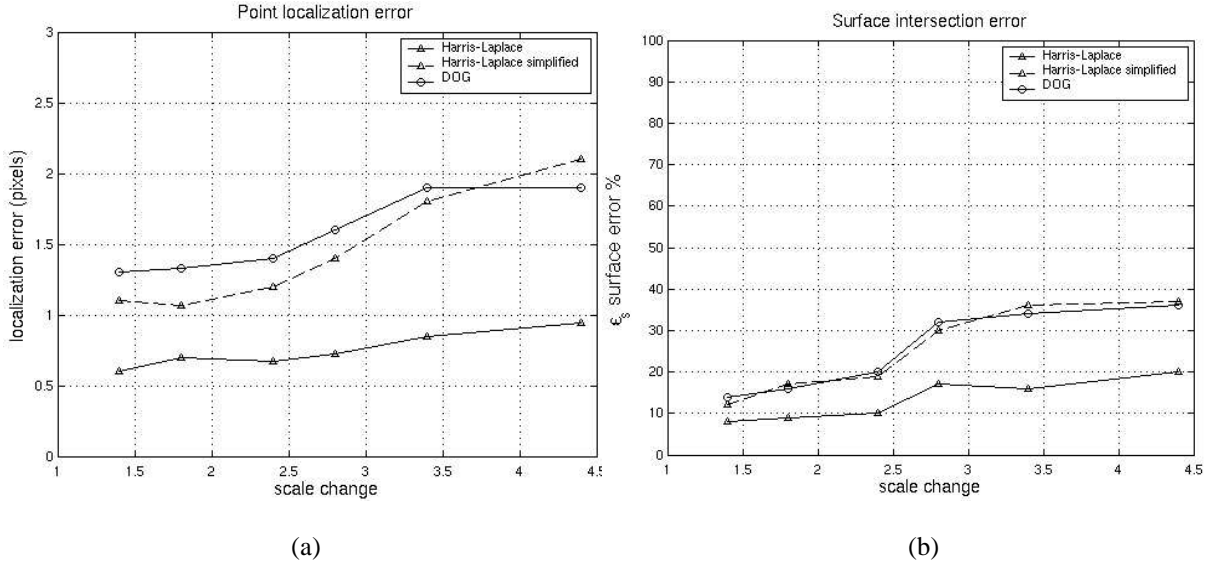 Point localization error
3
2.5
2
1.5
1
0.5
0
localization error (pixels)
Harris-Laplace
Harris-Laplace simplified
DOG
1 1.5 2 2.5 3 3.5 4 4.5
scale change
(a)
Surface intersection error
100
90
80
70
60
50
40
30
20
10
0
ε_s surface error %
Harris-Laplace
Harris-Laplace simplified
DOG
1 1.5 2 2.5 3 3.5 4 4.5
scale change
(b)